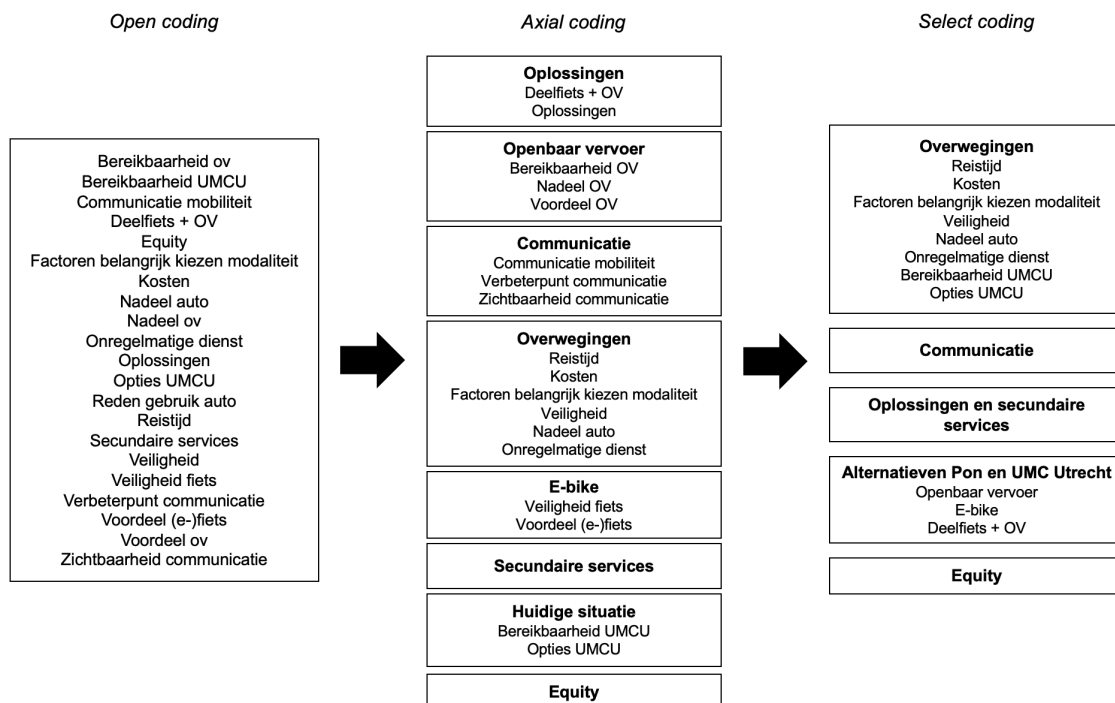 Open coding
Bereikbaarheid ov
Bereikbaarheid UMCU
Communicatie mobiliteit
Deelfiets + OV
Equity
Factoren belangrijk kiezen modaliteit
Kosten
Nadeel auto
Nadeel ov
Onregelmatige dienst
Oplossingen
Opties UMCU
Reden gebruik auto
Reistijd
Secundaire services
Veiligheid
Veiligheid fiets
Verbeterpunt communicatie
Voordeel (e-)fiets
Voordeel ov
Zichtbaarheid communicatie
Axial coding
Oplossingen
Deelfiets + OV
Oplossingen
Openbaar vervoer
Bereikbaarheid OV
Nadeel OV
Voordeel OV
Communicatie
Communicatie mobiliteit
Verbeterpunt communicatie
Zichtbaarheid communicatie
Overwegingen
Reistijd
Kosten
Factoren belangrijk kiezen modaliteit
Veiligheid
Nadeel auto
Onregelmatige dienst
E-bike
Veiligheid fiets
Voordeel (e-)fiets
Secundaire services
Huidige situatie
Bereikbaarheid UMCU
Opties UMCU
Equity
Select coding
Overwegingen
Reistijd
Kosten
Factoren belangrijk kiezen modaliteit
Veiligheid
Nadeel auto
Onregelmatige dienst
Bereikbaarheid UMCU
Opties UMCU
Communicatie
Oplossingen en secundaire
services
Alternatieven Pon en UMC Utrecht
Openbaar vervoer
E-bike
Deelfiets + OV
Equity